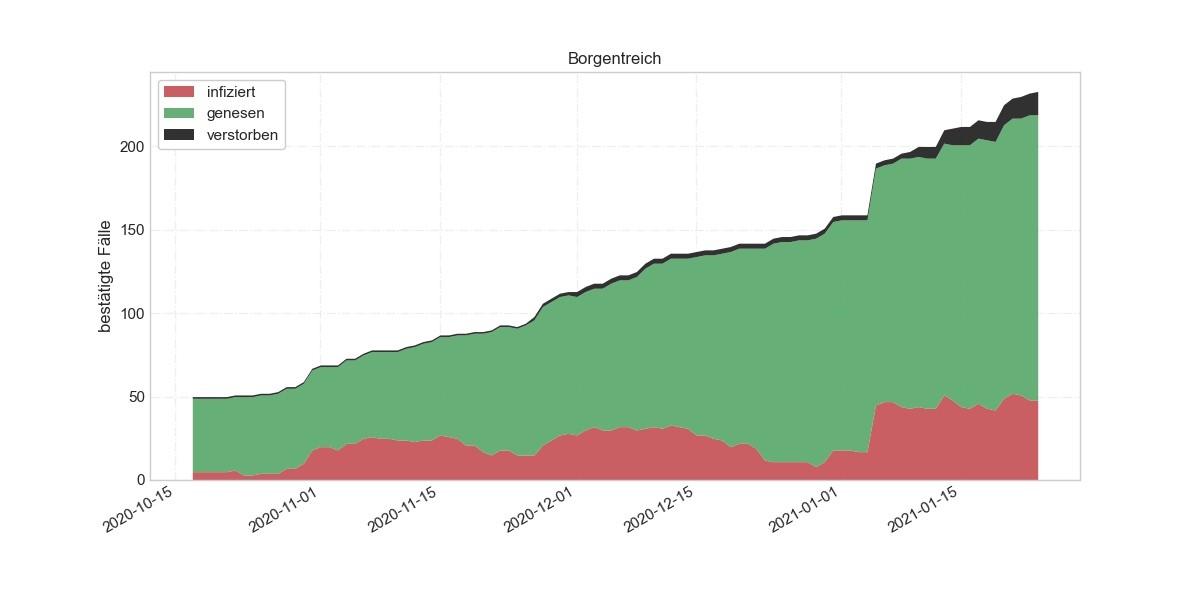 Borgentreich
infiziert
genesen
verstorben
bestätigte Fälle
200
150
100
50
0
2020-10-15
2020-11-01
2020-11-15
2020-12-01
2020-12-15
2021-01-01
2021-01-15